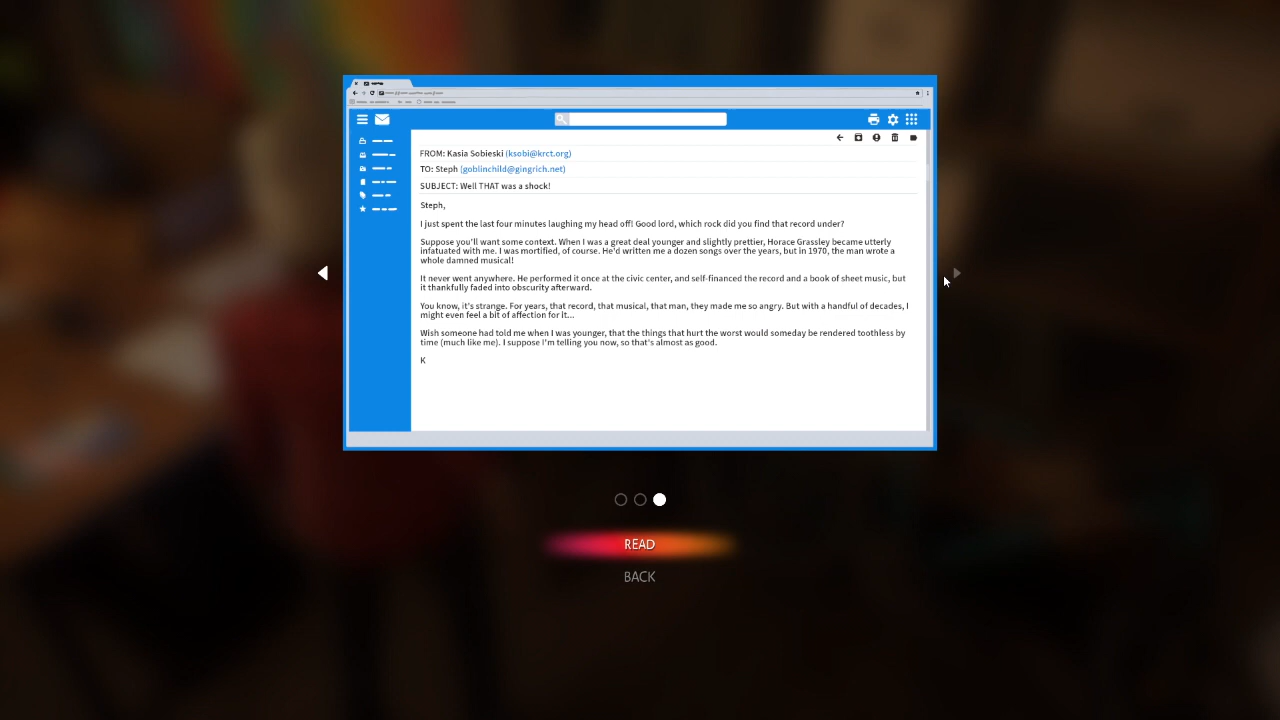 FROM: Kasia Sobieski (ksobi@krct.org)
TO: Steph (goblinchild@gingrich.net)
SUBJECT: Well THAT was a shock!
Steph,
I just spent the last four minutes laughing my head off! Good lord, which rock did you find that record under?
Suppose you'll want some context. When I was a great deal younger and slightly prettier, Horace Grassley became utterly
infatuated with me. I was mortified, of course. He'd written me a dozen songs over the years, but in 1970, the man wrote a
whole damned musical!
It never went anywhere. He performed it once at the civic center, and self-financed the record and a book of sheet music, but
it thankfully faded into obscurity afterward.
You know, it's strange. For years, that record, that musical, that man, they made me so angry. But with a handful of decades, I
might even feel a bit of affection for it...
Wish someone had told me when I was younger, that the things that hurt the worst would someday be rendered toothless by
time (much like me). I suppose I'm telling you now, so that's almost as good.
K
READ
BACK